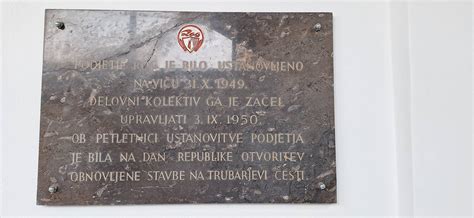 PODJETJE JE BILO USTANOVLJENO
NA VIČU 31. X. 1949.
DELOVNI KOLEKTIV GA JE ZAČEL
UPRAVLJATI 3. IX. 1950.
OB PETLETNICI USTANOVITVE PODJETJA
JE BILA NA DAN REPUBLIKE OTVORITEV
OBNOVLJENE STAVBE NA TRUBARJEVI CESTI.